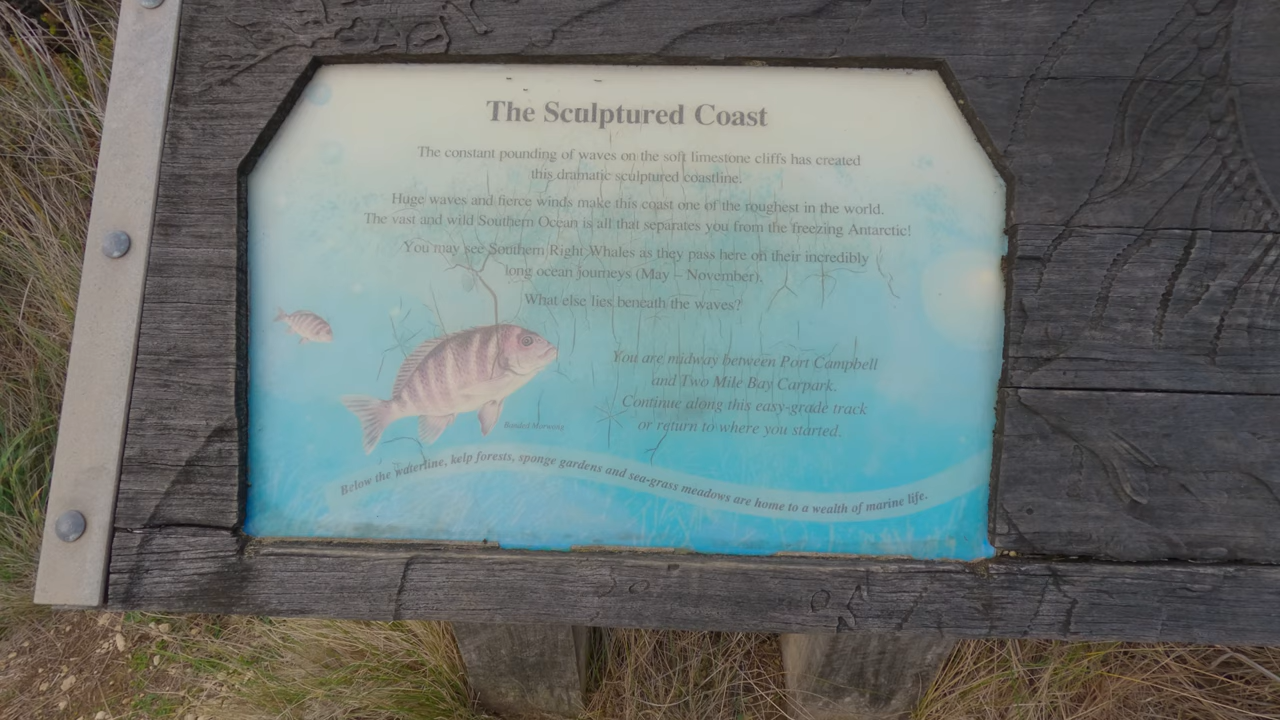 The Sculptured Coast
The constant pounding of waves on the soft limestone cliffs has created
this dramatic sculptured coastline.
Huge waves and fierce winds make this coast one of the roughest in the world.
The vast and wild Southern Ocean is all that separates you from the freezing Antarctic!
You may see Southern Right Whales as they pass here on their incredibly
long ocean journeys (May – November).
What else lies beneath the waves?
You are midway between Port Campbell
and Two Mile Bay Carpark.
Continue along this easy-grade track
or return to where you started.
Banded Morwong
Below the waterline, kelp forests, sponge gardens and sea-grass meadows are home to a wealth of marine life.